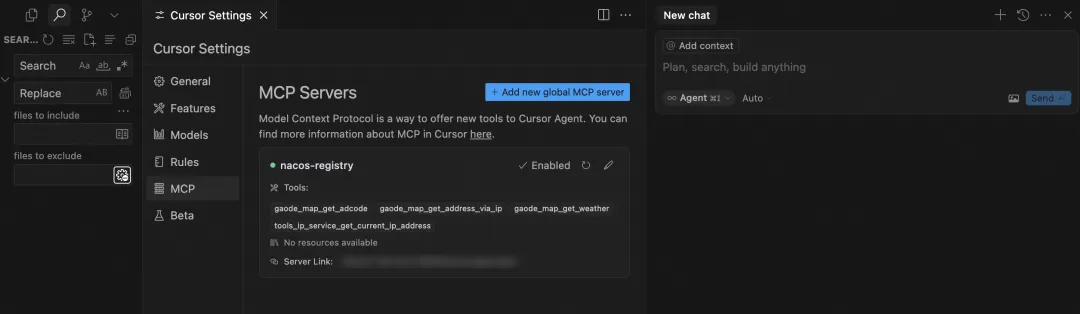 SEAR...
Search
Aa
ab
Replace
AB
files to include
files to exclude
Cursor Settings
Cursor Settings
General
Features
Models
Rules
MCP
Beta
MCP Servers
+ Add new global MCP server
Model Context Protocol is a way to offer new tools to Cursor Agent. You can
find more information about MCP in Cursor here.
nacos-registry
Enabled
Tools:
gaode_map_get_adcode gaode_map_get_address_via_ip gaode_map_get_weather
tools_ip_service_get_current_ip_address
No resources available
Server Link:
New chat
@ Add context
Plan, search, build anything
∞ Agent ⌘I
Auto
Send